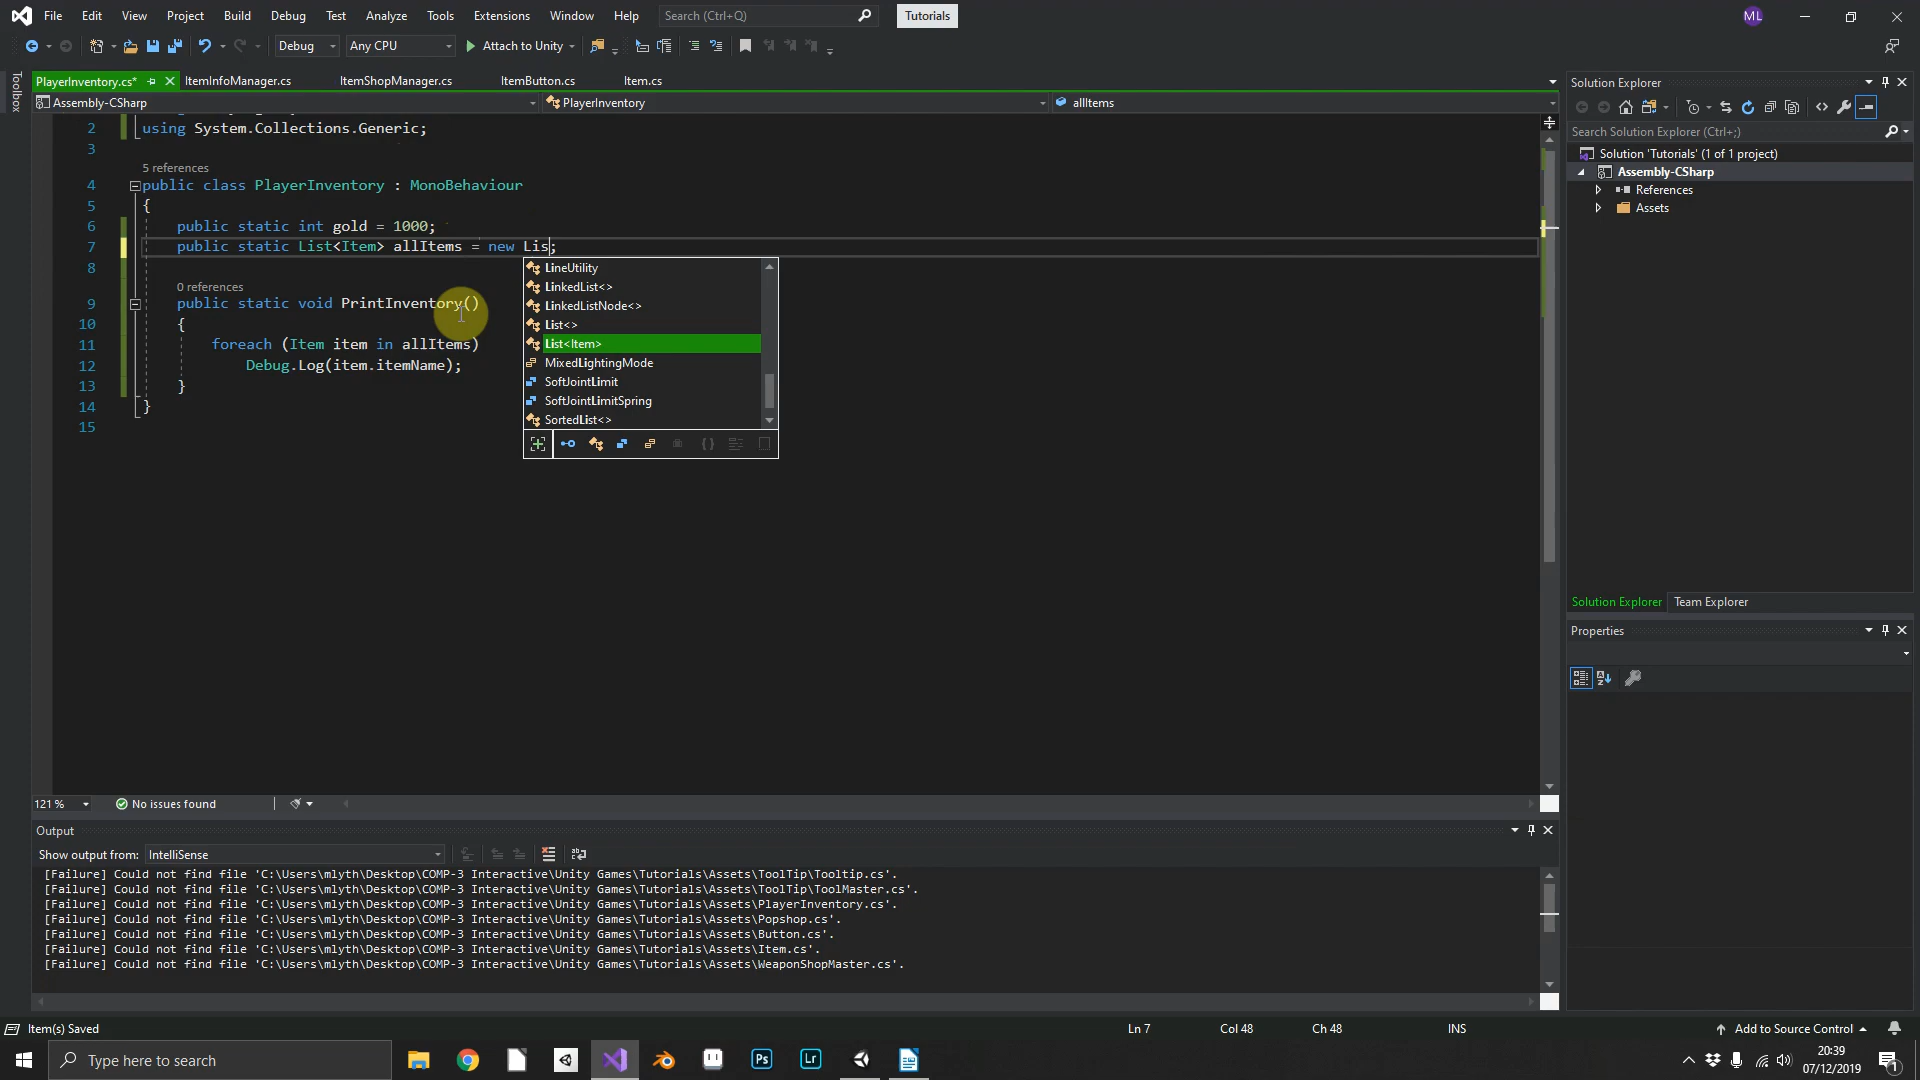 File Edit View Project Build Debug Test Analyze Tools Extensions Window Help Search (Ctrl+Q) Tutorials ML
Debug Any CPU Attach to Unity
Toolbox
PlayerInventory.cs* ItemInfoManager.cs ItemShopManager.cs ItemButton.cs Item.cs
Assembly-CSharp PlayerInventory allItems
2 using System.Collections.Generic;
3
5 references
4 public class PlayerInventory : MonoBehaviour
5 {
6 public static int gold = 1000;
7 public static List<Item> allItems = new Lis;
8
0 references
9 public static void PrintInventory()
10 {
11 foreach (Item item in allItems)
12 Debug.Log(item.itemName);
13 }
14 }
15
LineUtility
LinkedList<>
LinkedListNode<>
List<>
List<Item>
MixedLightingMode
SoftJointLimit
SoftJointLimitSpring
SortedList<>
Solution Explorer
Search Solution Explorer (Ctrl+;)
Solution 'Tutorials' (1 of 1 project)
Assembly-CSharp
References
Assets
Solution Explorer Team Explorer
Properties
121 % No issues found
Output
Show output from: IntelliSense
[Failure] Could not find file 'C:\Users\mlyth\Desktop\COMP-3 Interactive\Unity Games\Tutorials\Assets\ToolTip\Tooltip.cs'.
[Failure] Could not find file 'C:\Users\mlyth\Desktop\COMP-3 Interactive\Unity Games\Tutorials\Assets\ToolTip\ToolMaster.cs'.
[Failure] Could not find file 'C:\Users\mlyth\Desktop\COMP-3 Interactive\Unity Games\Tutorials\Assets\PlayerInventory.cs'.
[Failure] Could not find file 'C:\Users\mlyth\Desktop\COMP-3 Interactive\Unity Games\Tutorials\Assets\Popshop.cs'.
[Failure] Could not find file 'C:\Users\mlyth\Desktop\COMP-3 Interactive\Unity Games\Tutorials\Assets\Button.cs'.
[Failure] Could not find file 'C:\Users\mlyth\Desktop\COMP-3 Interactive\Unity Games\Tutorials\Assets\Item.cs'.
[Failure] Could not find file 'C:\Users\mlyth\Desktop\COMP-3 Interactive\Unity Games\Tutorials\Assets\WeaponShopMaster.cs'.
Item(s) Saved Ln 7 Col 48 Ch 48 INS Add to Source Control
Type here to search Ps Lr 20:39
07/12/2019 1